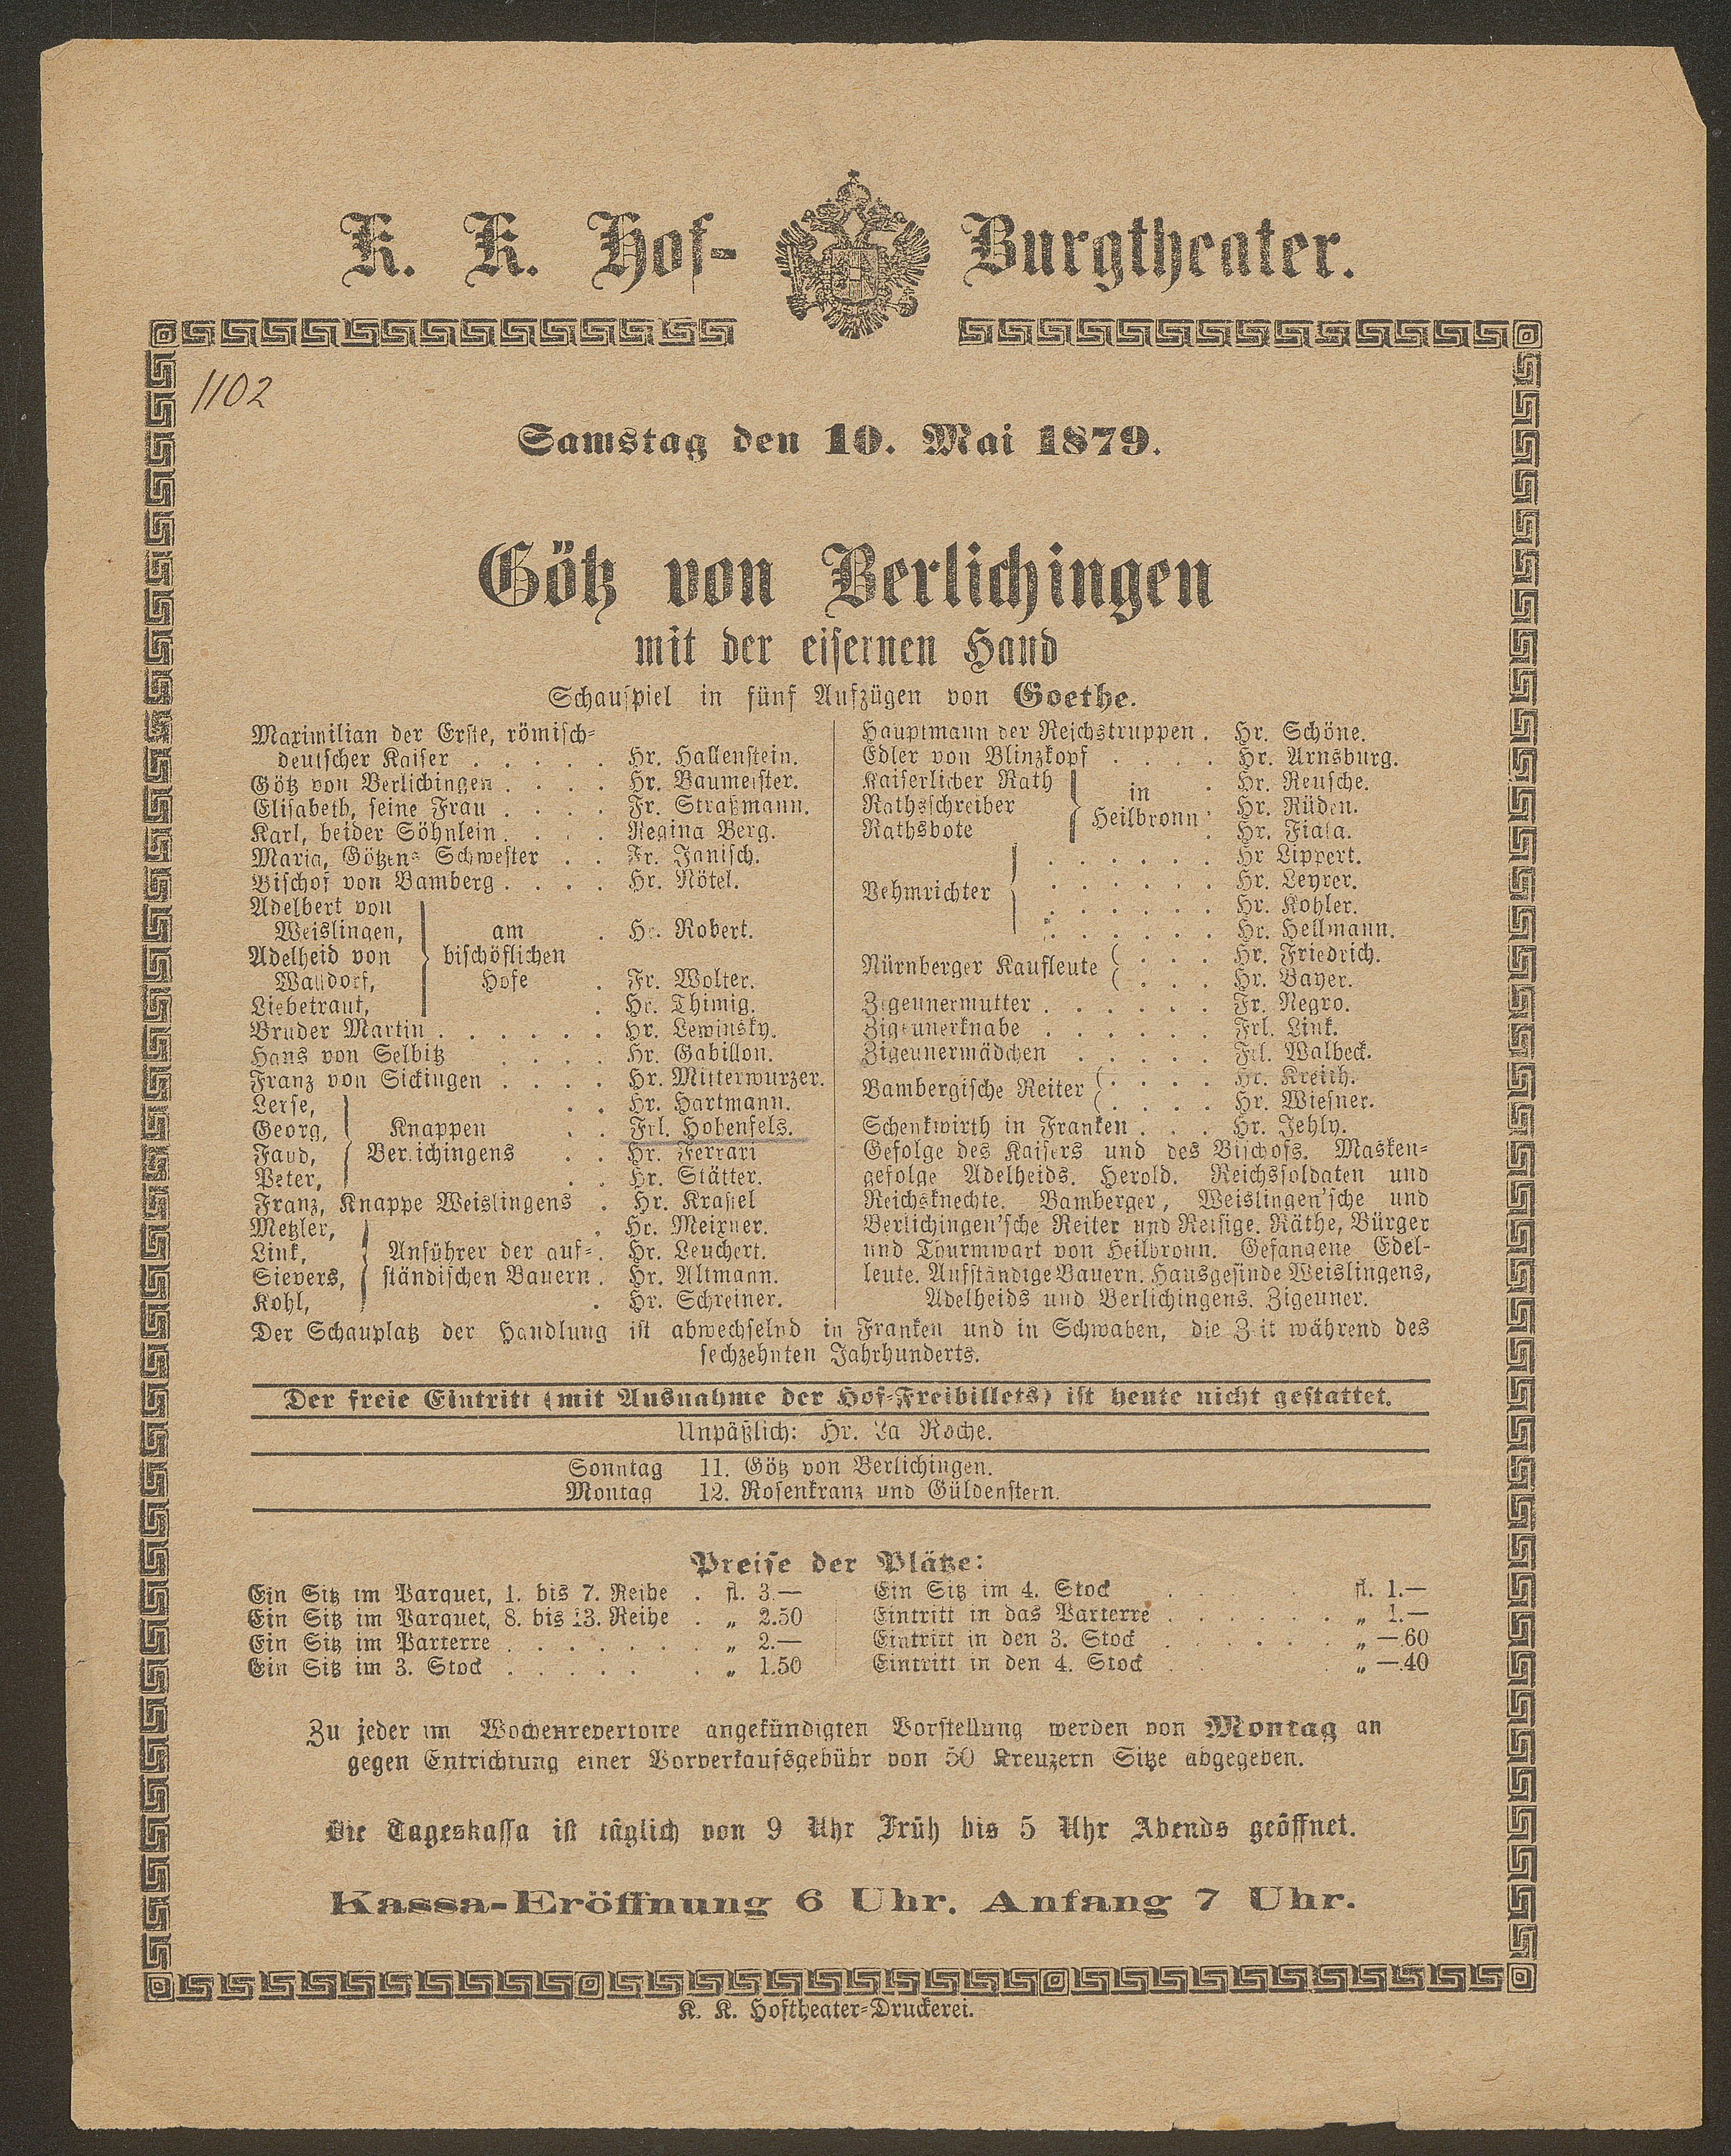 K. K. Hof-Burgtheater.
1102
Samstag den 10. Mai 1879.
Götz von Berlichingen
mit der eisernen Hand
Schauspiel in fünf Aufzügen von Goethe.
Maximilian der Erste, römisch-
deutscher Kaiser . . . . . Hr. Hallenstein.
Götz von Berlichingen . . . . Hr. Baumeister.
Elisabeth, seine Frau . . . . Fr. Straßmann.
Karl, beider Söhnlein . . . . Regina Berg.
Maria, Götzens Schwester . . Fr. Janisch.
Bischof von Bamberg . . . . Hr. Nötel.
Adelbert von
Weislingen, am . Hr. Robert.
Adelheid von bischöflichen
Walldorf, Hofe . Fr. Wolter.
Liebetraut, . Hr. Thimig.
Bruder Martin . . . . . . Hr. Lewinsky.
Hans von Selbitz . . . . Hr. Gabillon.
Franz von Sickingen . . . . Hr. Mitterwurzer.
Lerse, . . Hr. Hartmann.
Georg, Knappen . . Frl. Hohenfels.
Faud, Berlichingens . . Hr. Ferrari
Peter, . . Hr. Stätter.
Franz, Knappe Weislingens . Hr. Krastel
Metzler, . Hr. Meixner.
Link, Anführer der auf- . Hr. Leuchert.
Sievers, ständischen Bauern . Hr. Altmann.
Kohl, . Hr. Schreiner.
Hauptmann der Reichstruppen . Hr. Schöne.
Edler von Blinzkopf . . . . Hr. Arnsburg.
Kaiserlicher Rath in . Hr. Reusche.
Rathsschreiber Heilbronn . Hr. Rüden.
Rathsbote . Hr. Fiala.
. . . . . . Hr Lippert.
Vehmrichter . . . . . . Hr. Leyrer.
. . . . . . Hr. Kohler.
. . . . . . Hr. Hellmann.
Nürnberger Kaufleute . . . Hr. Friedrich.
. . . Hr. Bayer.
Zigeunermutter . . . . . . Fr. Negro.
Zigeunerknabe . . . . . . Frl. Link.
Zigeunermädchen . . . . . Frl. Walbeck.
Bambergische Reiter . . . . Hr. Kreith.
. . . . Hr. Wiesner.
Schenkwirth in Franken . . . Hr. Jehly.
Gefolge des Kaisers und des Bischofs. Masken-
gefolge Adelheids. Herold. Reichssoldaten und
Reichsknechte. Bamberger, Weislingen'sche und
Berlichingen'sche Reiter und Reisige. Räthe, Bürger
und Thurmwart von Heilbronn. Gefangene Edel-
leute. Aufständige Bauern. Hausgesinde Weislingens,
Adelheids und Berlichingens. Zigeuner.
Der Schauplatz der Handlung ist abwechselnd in Franken und in Schwaben, die Zeit während des
sechzehnten Jahrhunderts.
Der freie Eintritt (mit Ausnahme der Hof-Freibillets) ist heute nicht gestattet.
Unpäßlich: Hr. La Roche.
Sonntag 11. Götz von Berlichingen.
Montag 12. Rosenkranz und Güldenstern.
Preise der Plätze:
Ein Sitz im Parquet, 1. bis 7. Reihe . fl. 3.—
Ein Sitz im Parquet, 8. bis 13. Reihe . „ 2.50
Ein Sitz im Parterre . . . . . . . „ 2.—
Ein Sitz im 3. Stock . . . . . . „ 1.50
Ein Sitz im 4. Stock . . . fl. 1.—
Eintritt in das Parterre . . . . . . „ 1.—
Eintritt in den 3. Stock . . . . . „ —.60
Eintritt in den 4. Stock . . . „ —.40
Zu jeder im Wochenrepertoire angekündigten Vorstellung werden von Montag an
gegen Entrichtung einer Vorverkaufsgebühr von 50 Kreuzern Sitze abgegeben.
Die Tageskassa ist täglich von 9 Uhr Früh bis 5 Uhr Abends geöffnet.
Kassa-Eröffnung 6 Uhr. Anfang 7 Uhr.
K. K. Hoftheater-Druckerei.